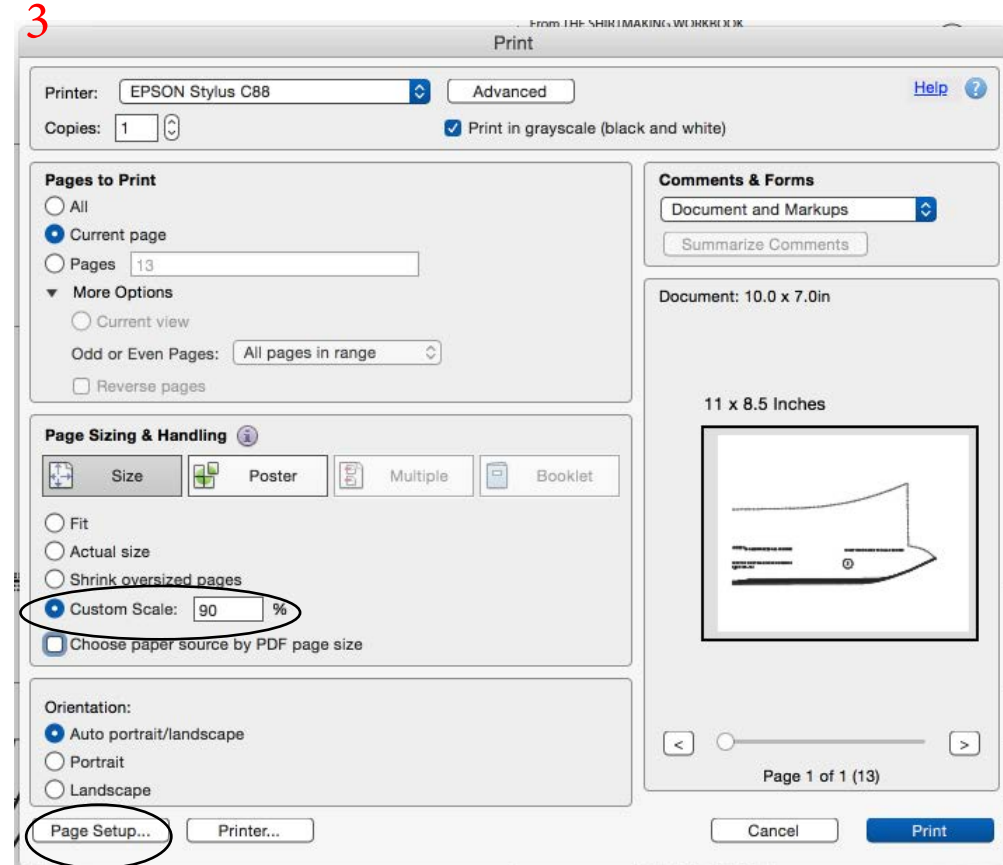 3
From THE SHIRTMAKING WORKBOOK
Print
Printer: EPSON Stylus C88 Advanced Help ?
Copies: 1 Print in grayscale (black and white)
Pages to Print
All
Current page
Pages 13
More Options
Current view
Odd or Even Pages: All pages in range
Reverse pages
Comments & Forms
Document and Markups
Summarize Comments
Page Sizing & Handling i
Size Poster Multiple Booklet
Fit
Actual size
Shrink oversized pages
Custom Scale: 90 %
Choose paper source by PDF page size
Document: 10.0 x 7.0in
11 x 8.5 Inches
Orientation:
Auto portrait/landscape
Portrait
Landscape
< >
Page 1 of 1 (13)
Page Setup... Printer... Cancel Print